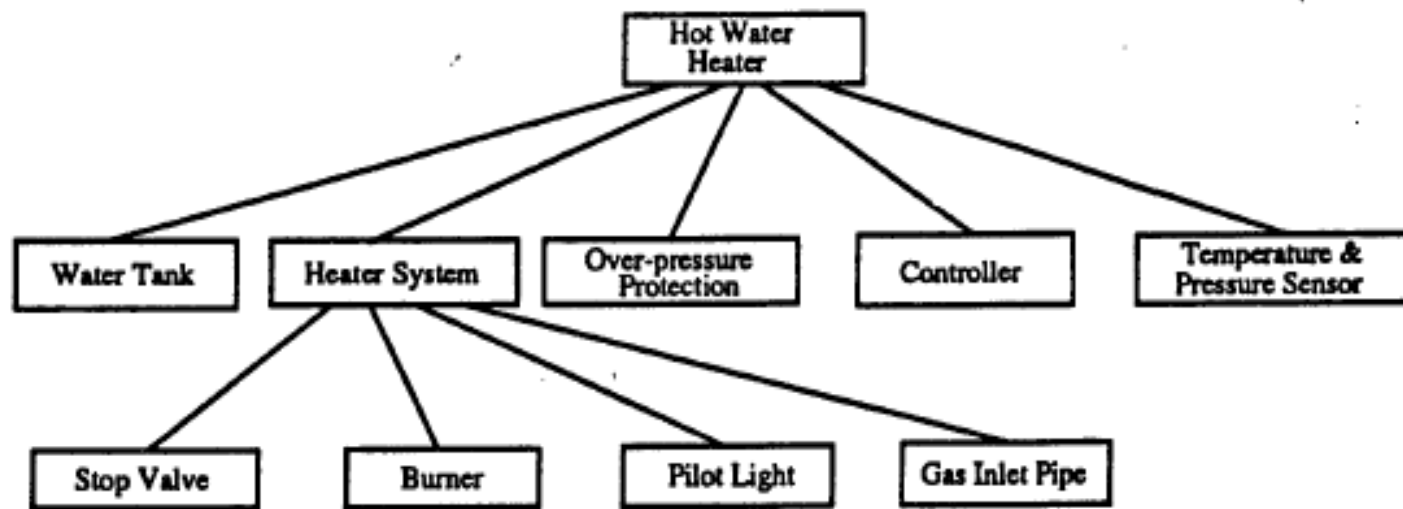 Hot Water
Heater
Water Tank
Heater System
Over-pressure
Protection
Controller
Temperature &
Pressure Sensor
Stop Valve
Burner
Pilot Light
Gas Inlet Pipe